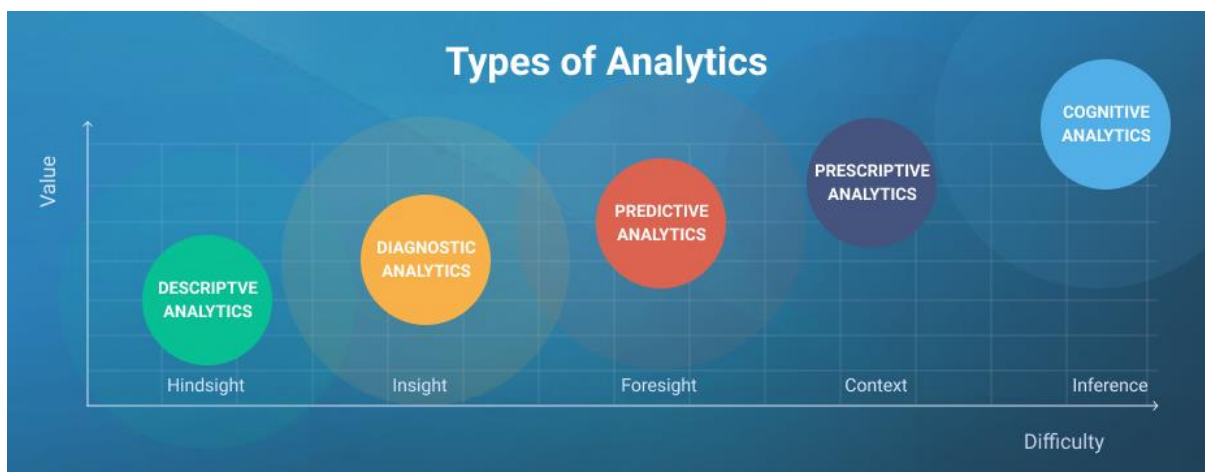 Types of Analytics
Value
COGNITIVE
ANALYTICS
PRESCRIPTIVE
ANALYTICS
PREDICTIVE
ANALYTICS
DIAGNOSTIC
ANALYTICS
DESCRIPTVE
ANALYTICS
Hindsight
Insight
Foresight
Context
Inference
Difficulty